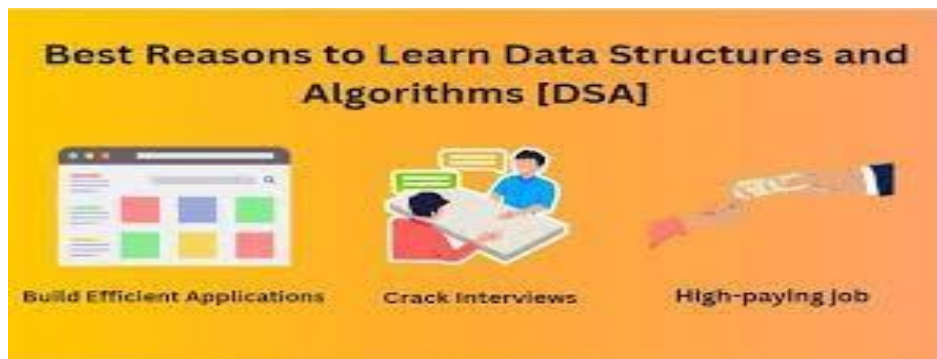 Best Reasons to Learn Data Structures and
Algorithms [DSA]
Build Efficient Applications
Crack Interviews
High-paying job